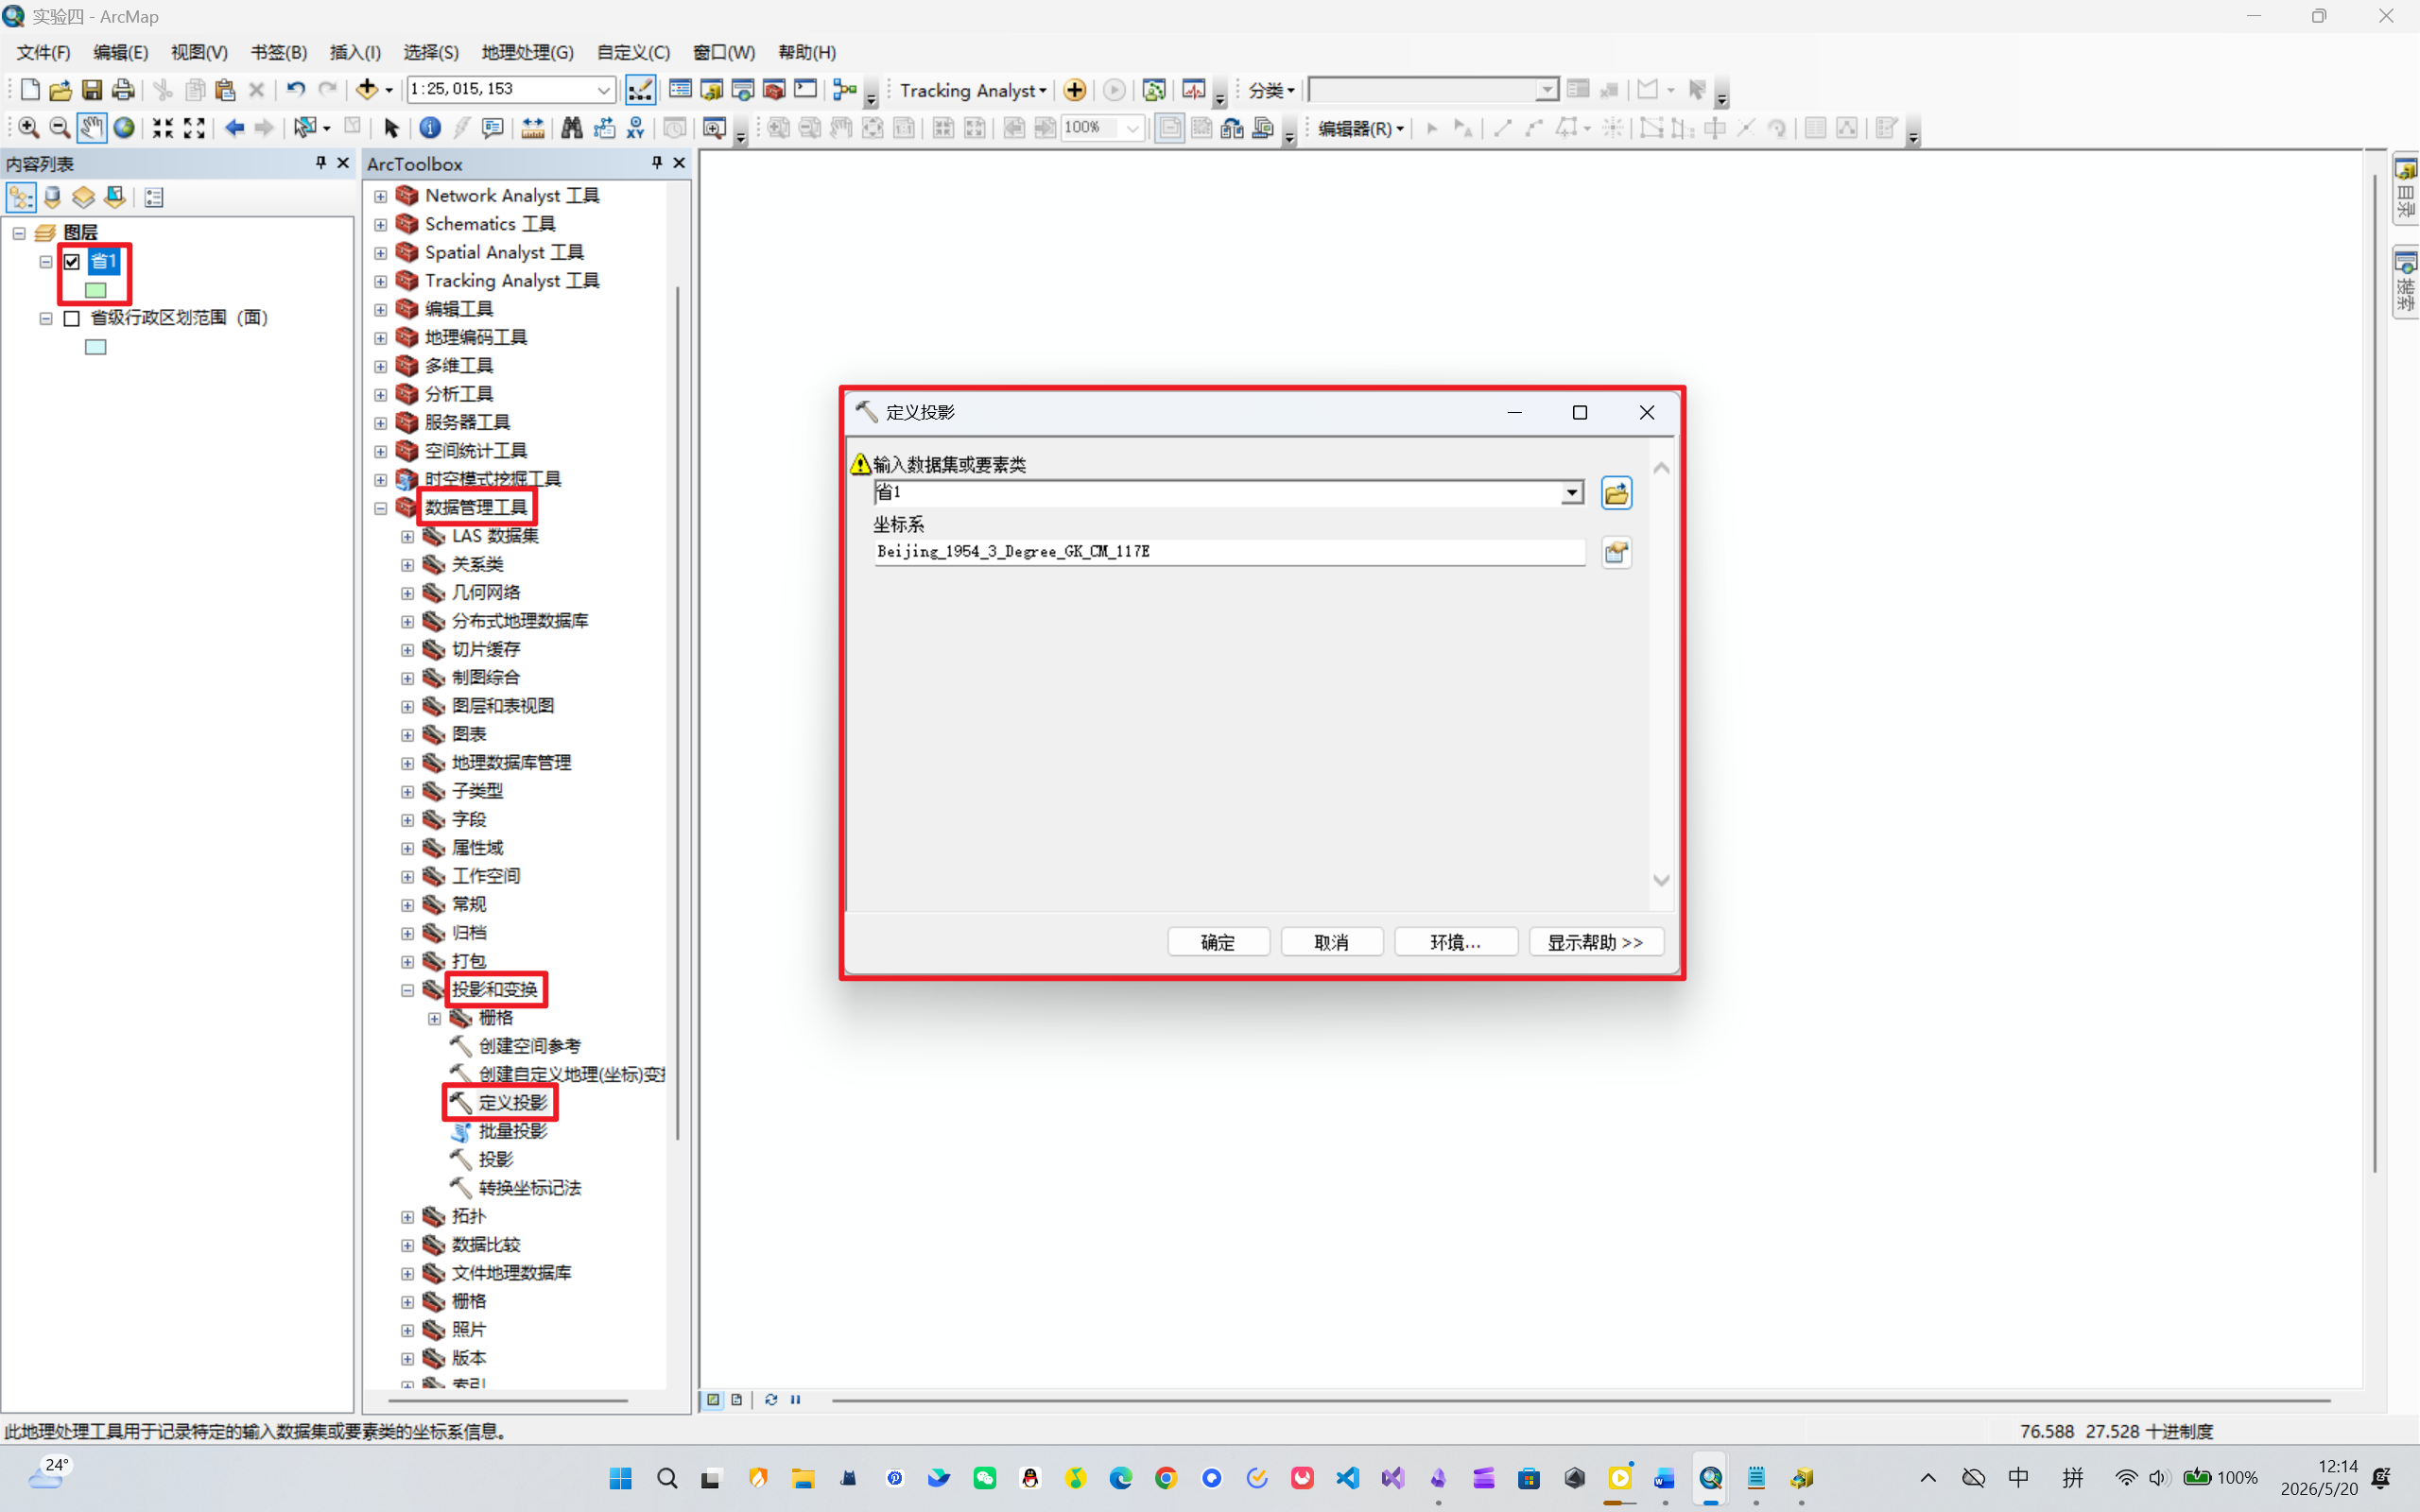 实验四 - ArcMap
文件(F) 编辑(E) 视图(V) 书签(B) 插入(I) 选择(S) 地理处理(G) 自定义(C) 窗口(W) 帮助(H)
1:25,015,153 Tracking Analyst 分类
100% 编辑器(R)
内容列表
图层
省1
省级行政区划范围（面）
ArcToolbox
Network Analyst 工具
Schematics 工具
Spatial Analyst 工具
Tracking Analyst 工具
编辑工具
地理编码工具
多维工具
分析工具
服务器工具
空间统计工具
时空模式挖掘工具
数据管理工具
LAS 数据集
关系类
几何网络
分布式地理数据库
切片缓存
制图综合
图层和表视图
图表
地理数据库管理
子类型
字段
属性域
工作空间
常规
归档
打包
投影和变换
栅格
创建空间参考
创建自定义地理(坐标)变
定义投影
批量投影
投影
转换坐标记法
拓扑
数据比较
文件地理数据库
栅格
照片
版本
索引
定义投影
输入数据集或要素类
省1
坐标系
Beijing_1954_3_Degree_GK_CM_117E
确定 取消 环境... 显示帮助 >>
目录
搜索
此地理处理工具用于记录特定的输入数据集或要素类的坐标系信息。
76.588 27.528 十进制度
24°
中 拼 100%
12:14
2026/5/20